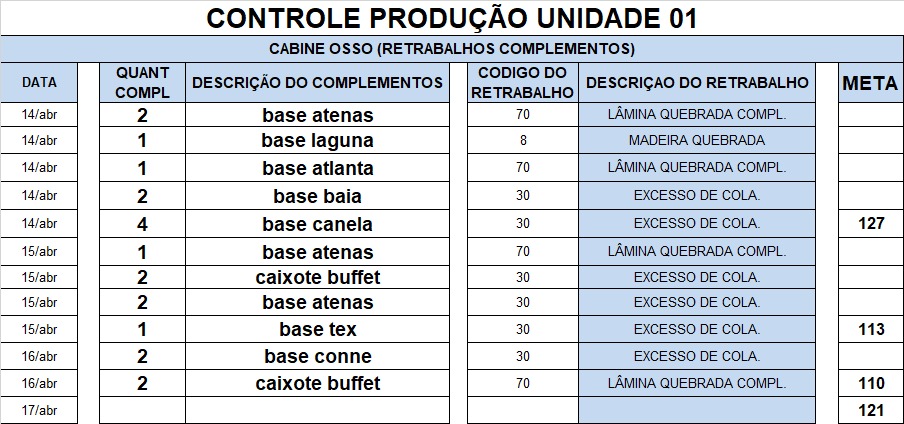 CONTROLE PRODUÇÃO UNIDADE 01
CABINE OSSO (RETRABALHOS COMPLEMENTOS)
DATA QUANT COMPL DESCRIÇÃO DO COMPLEMENTOS CODIGO DO RETRABALHO DESCRIÇAO DO RETRABALHO META
14/abr 2 base atenas 70 LÂMINA QUEBRADA COMPL.
14/abr 1 base laguna 8 MADEIRA QUEBRADA
14/abr 1 base atlanta 70 LÂMINA QUEBRADA COMPL.
14/abr 2 base baia 30 EXCESSO DE COLA.
14/abr 4 base canela 30 EXCESSO DE COLA. 127
15/abr 1 base atenas 70 LÂMINA QUEBRADA COMPL.
15/abr 2 caixote buffet 30 EXCESSO DE COLA.
15/abr 2 base atenas 30 EXCESSO DE COLA.
15/abr 1 base tex 30 EXCESSO DE COLA. 113
16/abr 2 base conne 30 EXCESSO DE COLA.
16/abr 2 caixote buffet 70 LÂMINA QUEBRADA COMPL. 110
17/abr 121